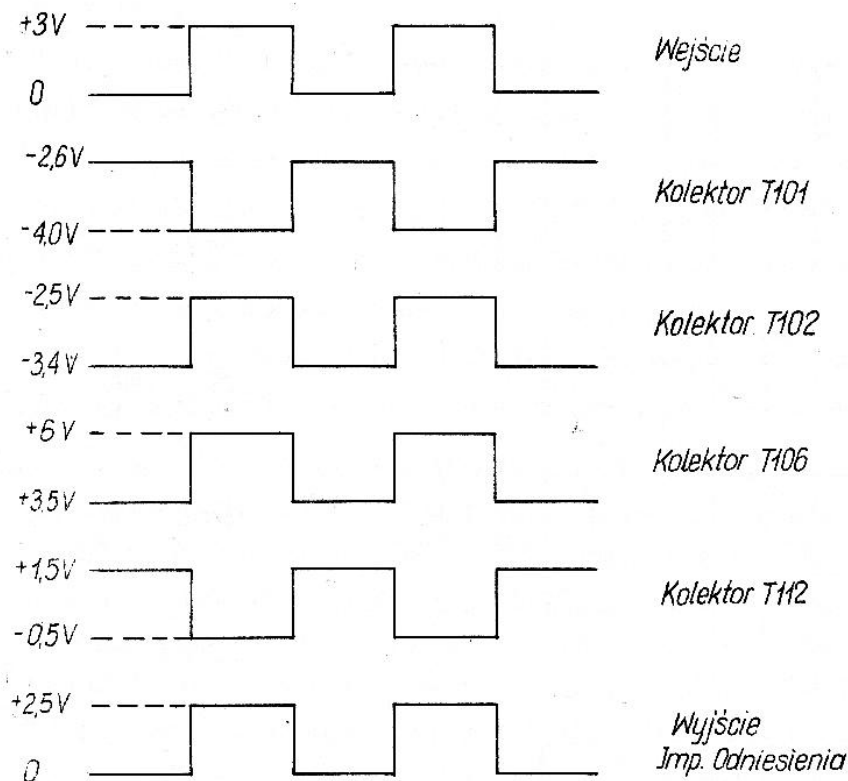 +3V
Wejście
0
-2,6V
Kolektor T101
-4,0V
-2,5V
Kolektor T102
-3,4V
+6V
Kolektor T106
+3,5V
+1,5V
Kolektor T112
-0,5V
+2,5V
Wyjście
Imp. Odniesienia
0